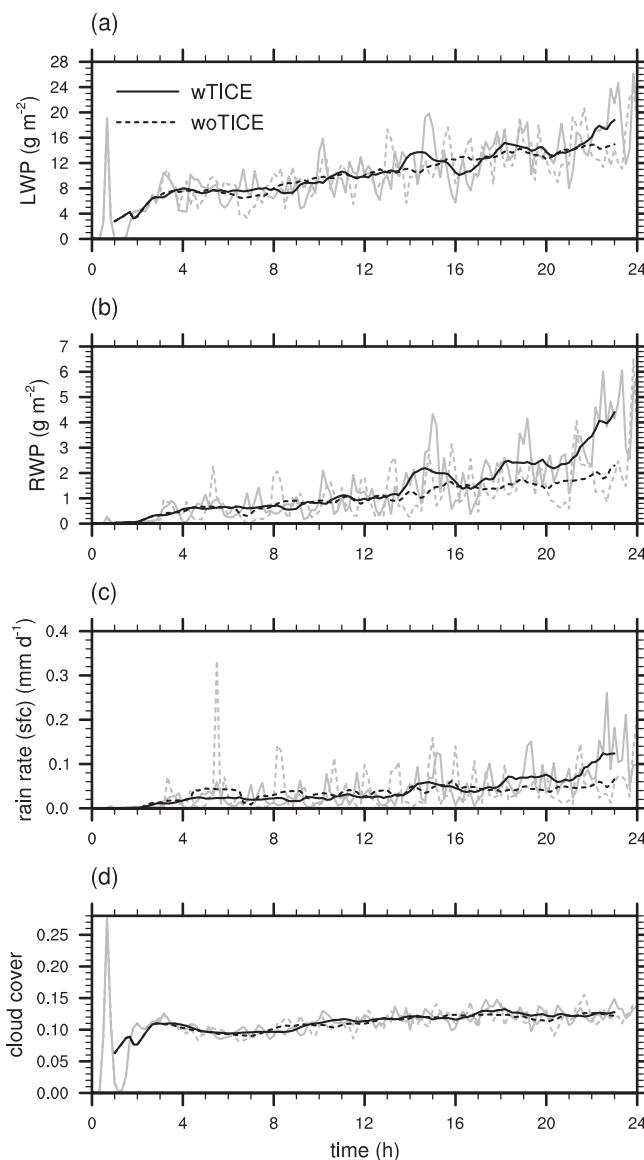 (a)
28
24
20
16
12
8
4
0
LWP (g m⁻²)
wTICE
woTICE
0 4 8 12 16 20 24
(b)
7
6
5
4
3
2
1
0
RWP (g m⁻²)
0 4 8 12 16 20 24
(c)
0.4
0.3
0.2
0.1
0.0
rain rate (sfc) (mm d⁻¹)
0 4 8 12 16 20 24
(d)
0.25
0.20
0.15
0.10
0.05
0.00
cloud cover
0 4 8 12 16 20 24
time (h)